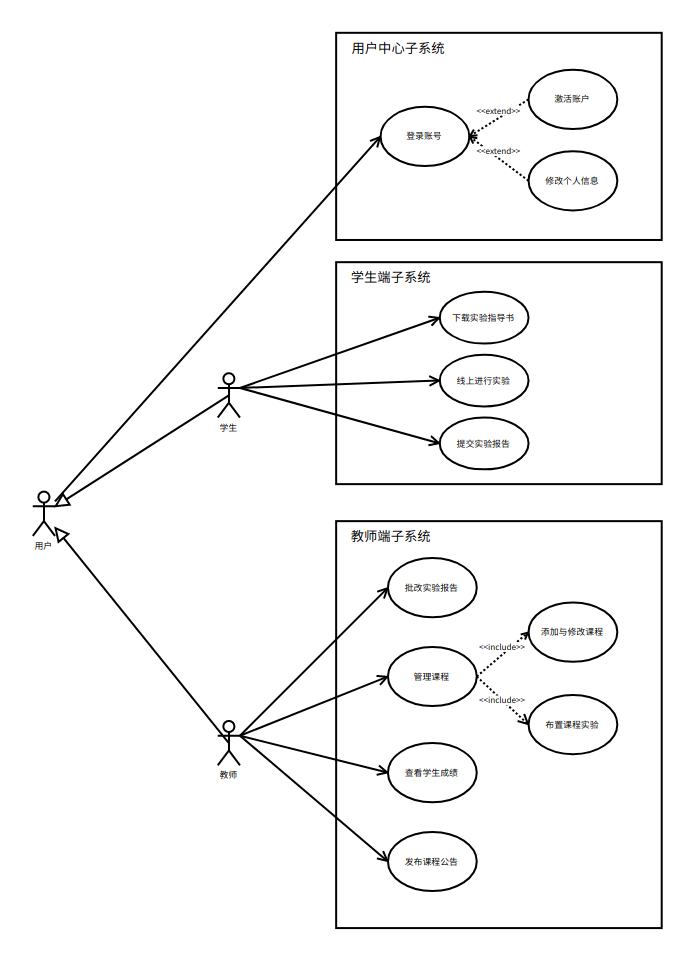 用户中心子系统
激活账户
<<extend>>
登录账号
<<extend>>
修改个人信息
学生端子系统
下载实验指导书
线上进行实验
学生
提交实验报告
用户
教师端子系统
批改实验报告
添加与修改课程
<<include>>
管理课程
<<include>>
布置课程实验
教师
查看学生成绩
发布课程公告